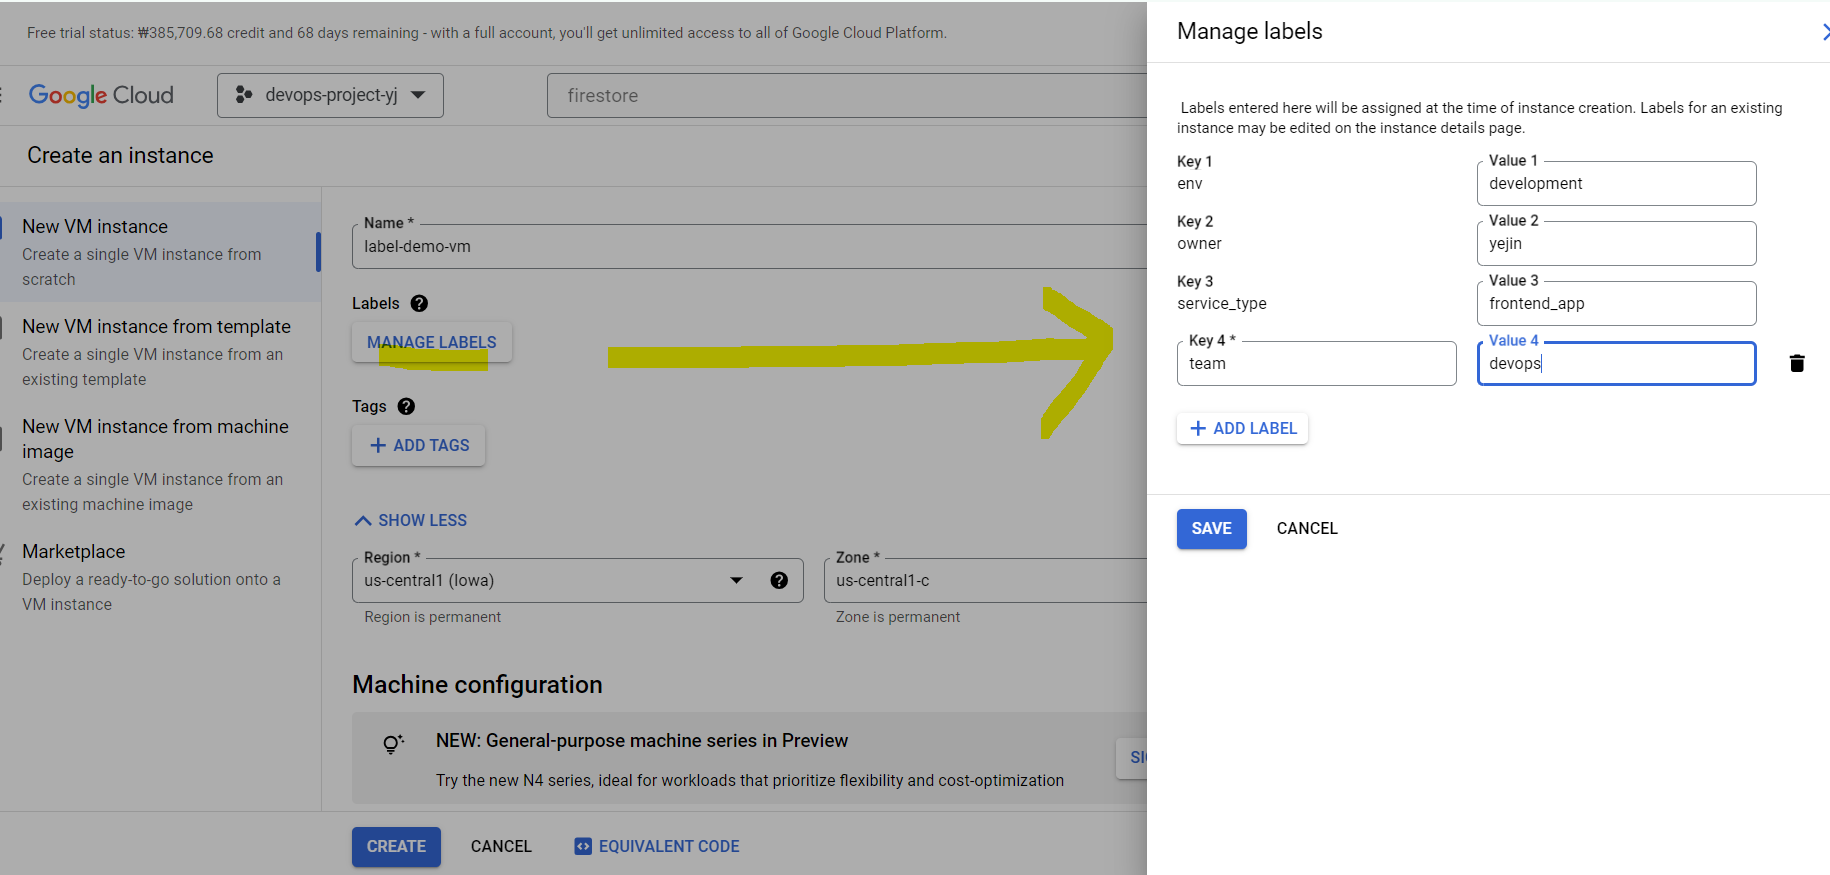 Free trial status: ₩385,709.68 credit and 68 days remaining - with a full account, you'll get unlimited access to all of Google Cloud Platform.
Google Cloud
devops-project-yj
firestore
Create an instance
New VM instance
Create a single VM instance from
scratch
New VM instance from template
Create a single VM instance from an
existing template
New VM instance from machine
image
Create a single VM instance from an
existing machine image
Marketplace
Deploy a ready-to-go solution onto a
VM instance
Name *
label-demo-vm
Labels
MANAGE LABELS
Tags
ADD TAGS
SHOW LESS
Region *
us-central1 (Iowa)
Region is permanent
Zone *
us-central1-c
Zone is permanent
Machine configuration
NEW: General-purpose machine series in Preview
Try the new N4 series, ideal for workloads that prioritize flexibility and cost-optimization
CREATE
CANCEL
EQUIVALENT CODE
Manage labels
Labels entered here will be assigned at the time of instance creation. Labels for an existing
instance may be edited on the instance details page.
Key 1
env
Value 1
development
Key 2
owner
Value 2
yejin
Key 3
service_type
Value 3
frontend_app
Key 4 *
team
Value 4
devops
ADD LABEL
SAVE
CANCEL